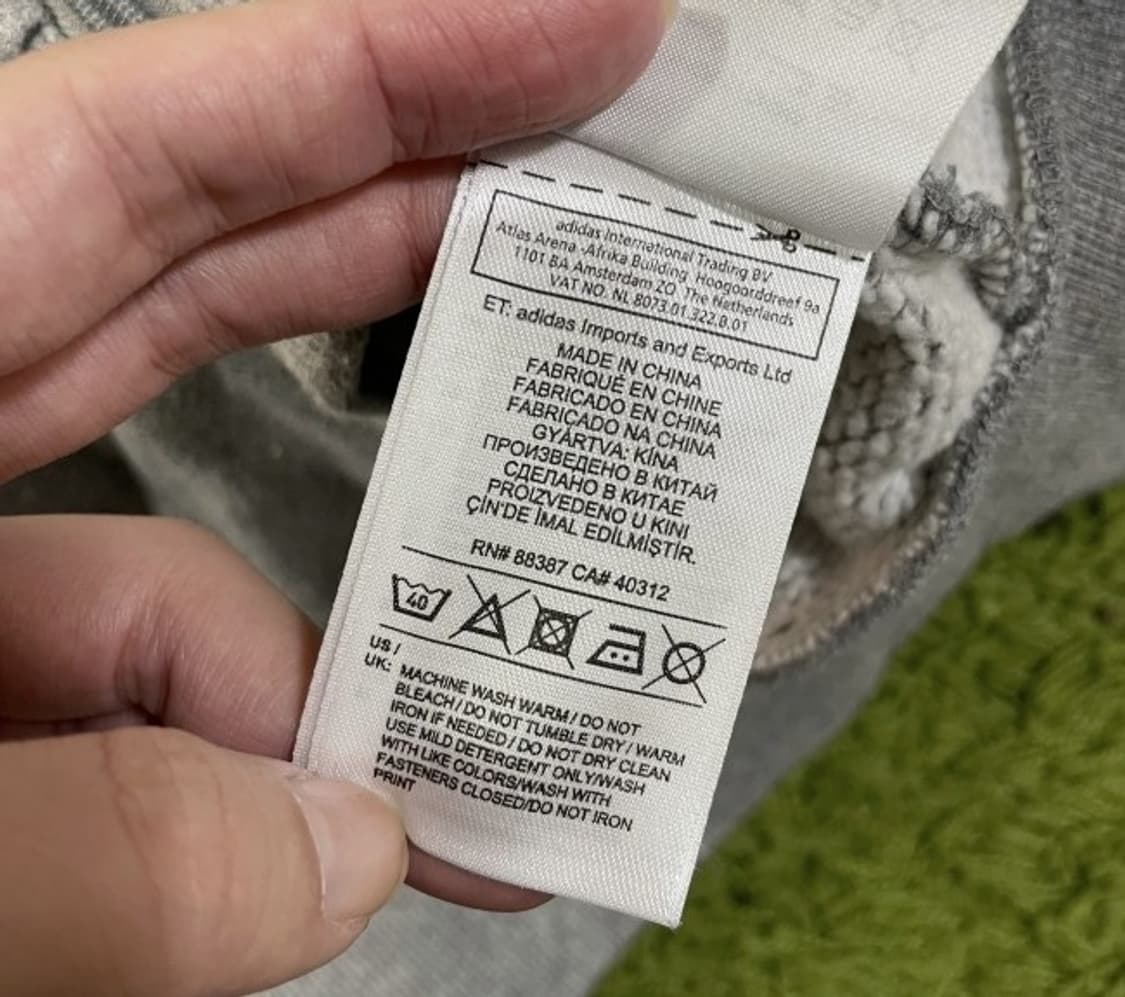 adidas International Trading BV
Atlas Arena -Afrika Building Hoogoorddreef 9a
1101 BA Amsterdam ZO The Netherlands
VAT NO. NL 8073.01.322.B.01
ET: adidas Imports and Exports Ltd
MADE IN CHINA
FABRIQUÉ EN CHINE
FABRICADO EN CHINA
FABRICADO NA CHINA
GYÁRTVA: KÍNA
ПРОИЗВЕДЕНО В КИТАЙ
СДЕЛАНО В КИТАЕ
PROIZVEDENO U KINI
ÇİN'DE İMAL EDİLMİŞTİR.
RN# 88387 CA# 40312
40
US /
UK: MACHINE WASH WARM / DO NOT
BLEACH / DO NOT TUMBLE DRY / WARM
IRON IF NEEDED / DO NOT DRY CLEAN
USE MILD DETERGENT ONLY/WASH
WITH LIKE COLORS/WASH WITH
FASTENERS CLOSED/DO NOT IRON
PRINT